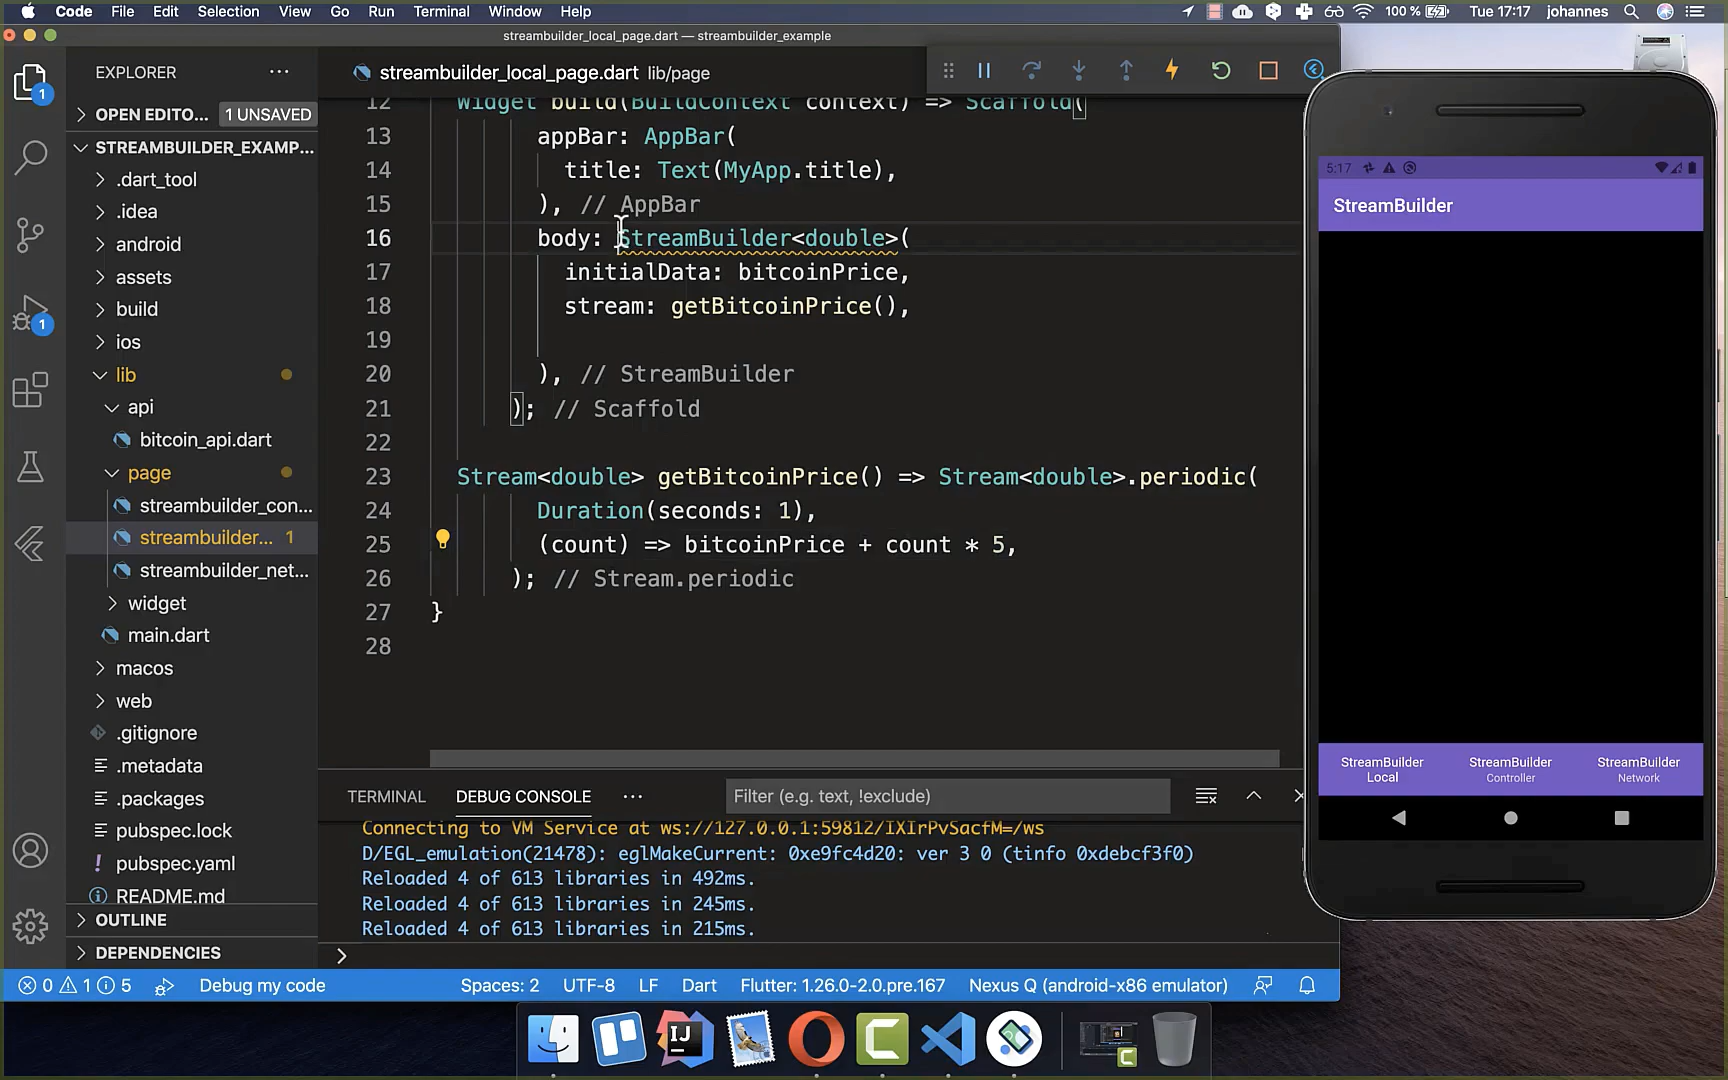 Code File Edit Selection View Go Run Terminal Window Help 100 % Tue 17:17 johannes
streambuilder_local_page.dart — streambuilder_example
EXPLORER
OPEN EDITO... 1 UNSAVED
STREAMBUILDER_EXAMP...
.dart_tool
.idea
android
assets
build
ios
lib
api
bitcoin_api.dart
page
streambuilder_con...
streambuilder... 1
streambuilder_net...
widget
main.dart
macos
web
.gitignore
.metadata
.packages
pubspec.lock
pubspec.yaml
README.md
OUTLINE
DEPENDENCIES
1
1
streambuilder_local_page.dart lib/page
12 Widget build(BuildContext context) => Scaffold(
13 appBar: AppBar(
14 title: Text(MyApp.title),
15 ), // AppBar
16 body: StreamBuilder<double>(
17 initialData: bitcoinPrice,
18 stream: getBitcoinPrice(),
19
20 ), // StreamBuilder
21 ); // Scaffold
22
23 Stream<double> getBitcoinPrice() => Stream<double>.periodic(
24 Duration(seconds: 1),
25 (count) => bitcoinPrice + count * 5,
26 ); // Stream.periodic
27 }
28
TERMINAL DEBUG CONSOLE ... Filter (e.g. text, !exclude)
Connecting to VM Service at ws://127.0.0.1:59812/IXIrPvSacfM=/ws
D/EGL_emulation(21478): eglMakeCurrent: 0xe9fc4d20: ver 3 0 (tinfo 0xdebcf3f0)
Reloaded 4 of 613 libraries in 492ms.
Reloaded 4 of 613 libraries in 245ms.
Reloaded 4 of 613 libraries in 215ms.
0 1 5 Debug my code Spaces: 2 UTF-8 LF Dart Flutter: 1.26.0-2.0.pre.167 Nexus Q (android-x86 emulator)
5:17
StreamBuilder
StreamBuilder Local
StreamBuilder Controller
StreamBuilder Network
IJ